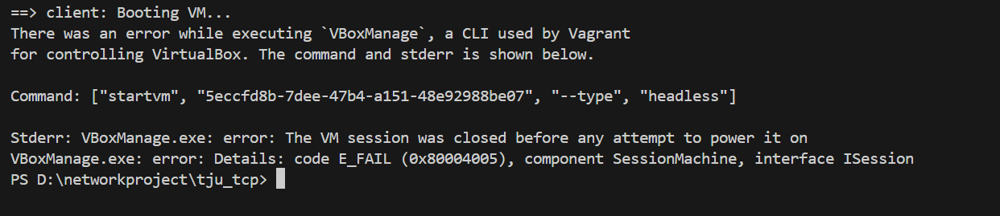 ==> client: Booting VM...
There was an error while executing `VBoxManage`, a CLI used by Vagrant
for controlling VirtualBox. The command and stderr is shown below.
Command: ["startvm", "5eccfd8b-7dee-47b4-a151-48e92988be07", "--type", "headless"]
Stderr: VBoxManage.exe: error: The VM session was closed before any attempt to power it on
VBoxManage.exe: error: Details: code E_FAIL (0x80004005), component SessionMachine, interface ISession
PS D:\networkproject\tju_tcp>